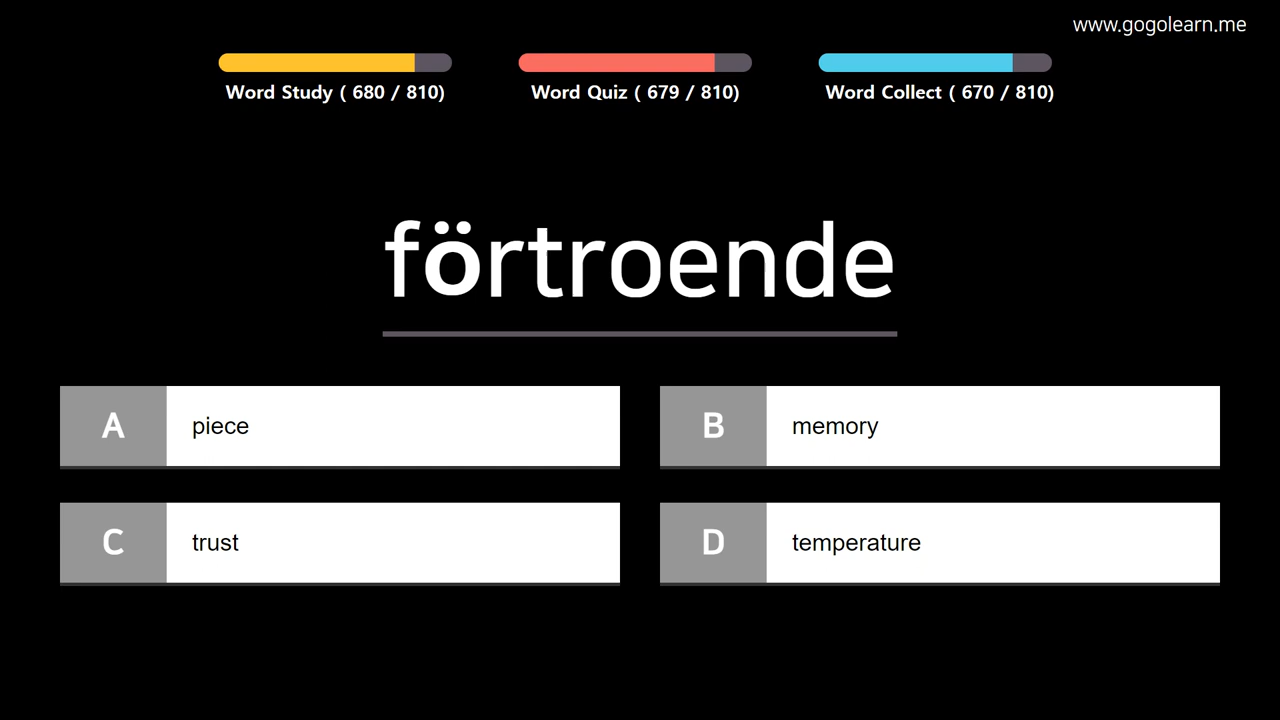 www.gogolearn.me
Word Study ( 680 / 810)
Word Quiz ( 679 / 810)
Word Collect ( 670 / 810)
förtroende
A piece
B memory
C trust
D temperature